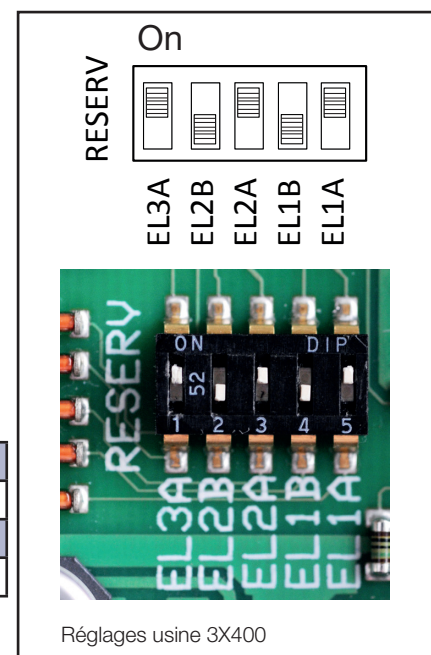 On
RESERV
EL3A
EL2B
EL2A
EL1B
EL1A
ON DIP
52
1 2 3 4 5
RESERV
EL3A
EL2B
EL2A
EL1B
EL1A
Réglages usine 3X400